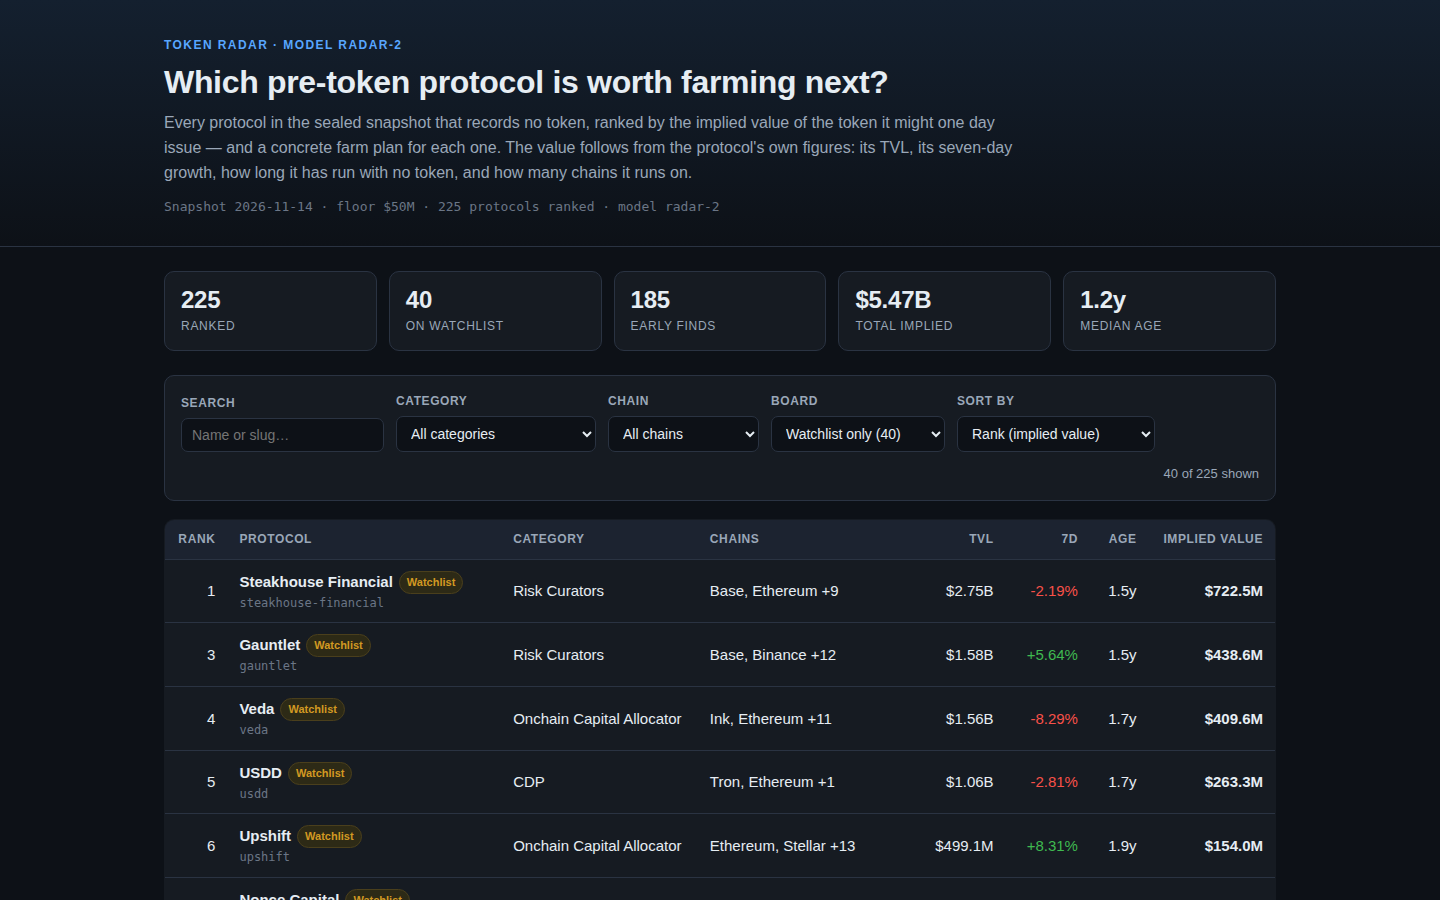 TOKEN RADAR · MODEL RADAR-2
Which pre-token protocol is worth farming next?
Every protocol in the sealed snapshot that records no token, ranked by the implied value of the token it might one day
issue — and a concrete farm plan for each one. The value follows from the protocol's own figures: its TVL, its seven-day
growth, how long it has run with no token, and how many chains it runs on.
Snapshot 2026-11-14 · floor $50M · 225 protocols ranked · model radar-2
225
RANKED
40
ON WATCHLIST
185
EARLY FINDS
$5.47B
TOTAL IMPLIED
1.2y
MEDIAN AGE
SEARCH
Name or slug…
CATEGORY
All categories
CHAIN
All chains
BOARD
Watchlist only (40)
SORT BY
Rank (implied value)
40 of 225 shown
RANK PROTOCOL CATEGORY CHAINS TVL 7D AGE IMPLIED VALUE
1 Steakhouse Financial Watchlist Risk Curators Base, Ethereum +9 $2.75B -2.19% 1.5y $722.5M
steakhouse-financial
3 Gauntlet Watchlist Risk Curators Base, Binance +12 $1.58B +5.64% 1.5y $438.6M
gauntlet
4 Veda Watchlist Onchain Capital Allocator Ink, Ethereum +11 $1.56B -8.29% 1.7y $409.6M
veda
5 USDD Watchlist CDP Tron, Ethereum +1 $1.06B -2.81% 1.7y $263.3M
usdd
6 Upshift Watchlist Onchain Capital Allocator Ethereum, Stellar +13 $499.1M +8.31% 1.9y $154.0M
upshift
Nonce Capital Watchlist